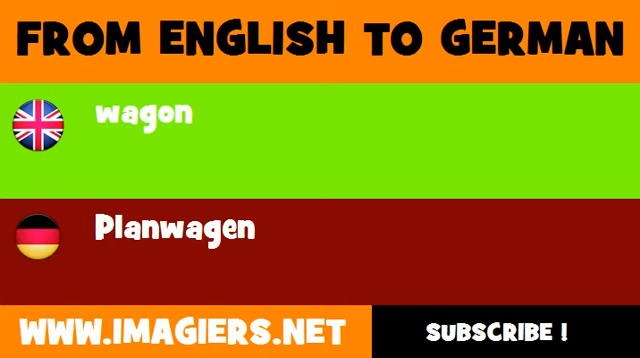 FROM ENGLISH TO GERMAN
wagon
Planwagen
WWW.IMAGIERS.NET
SUBSCRIBE !